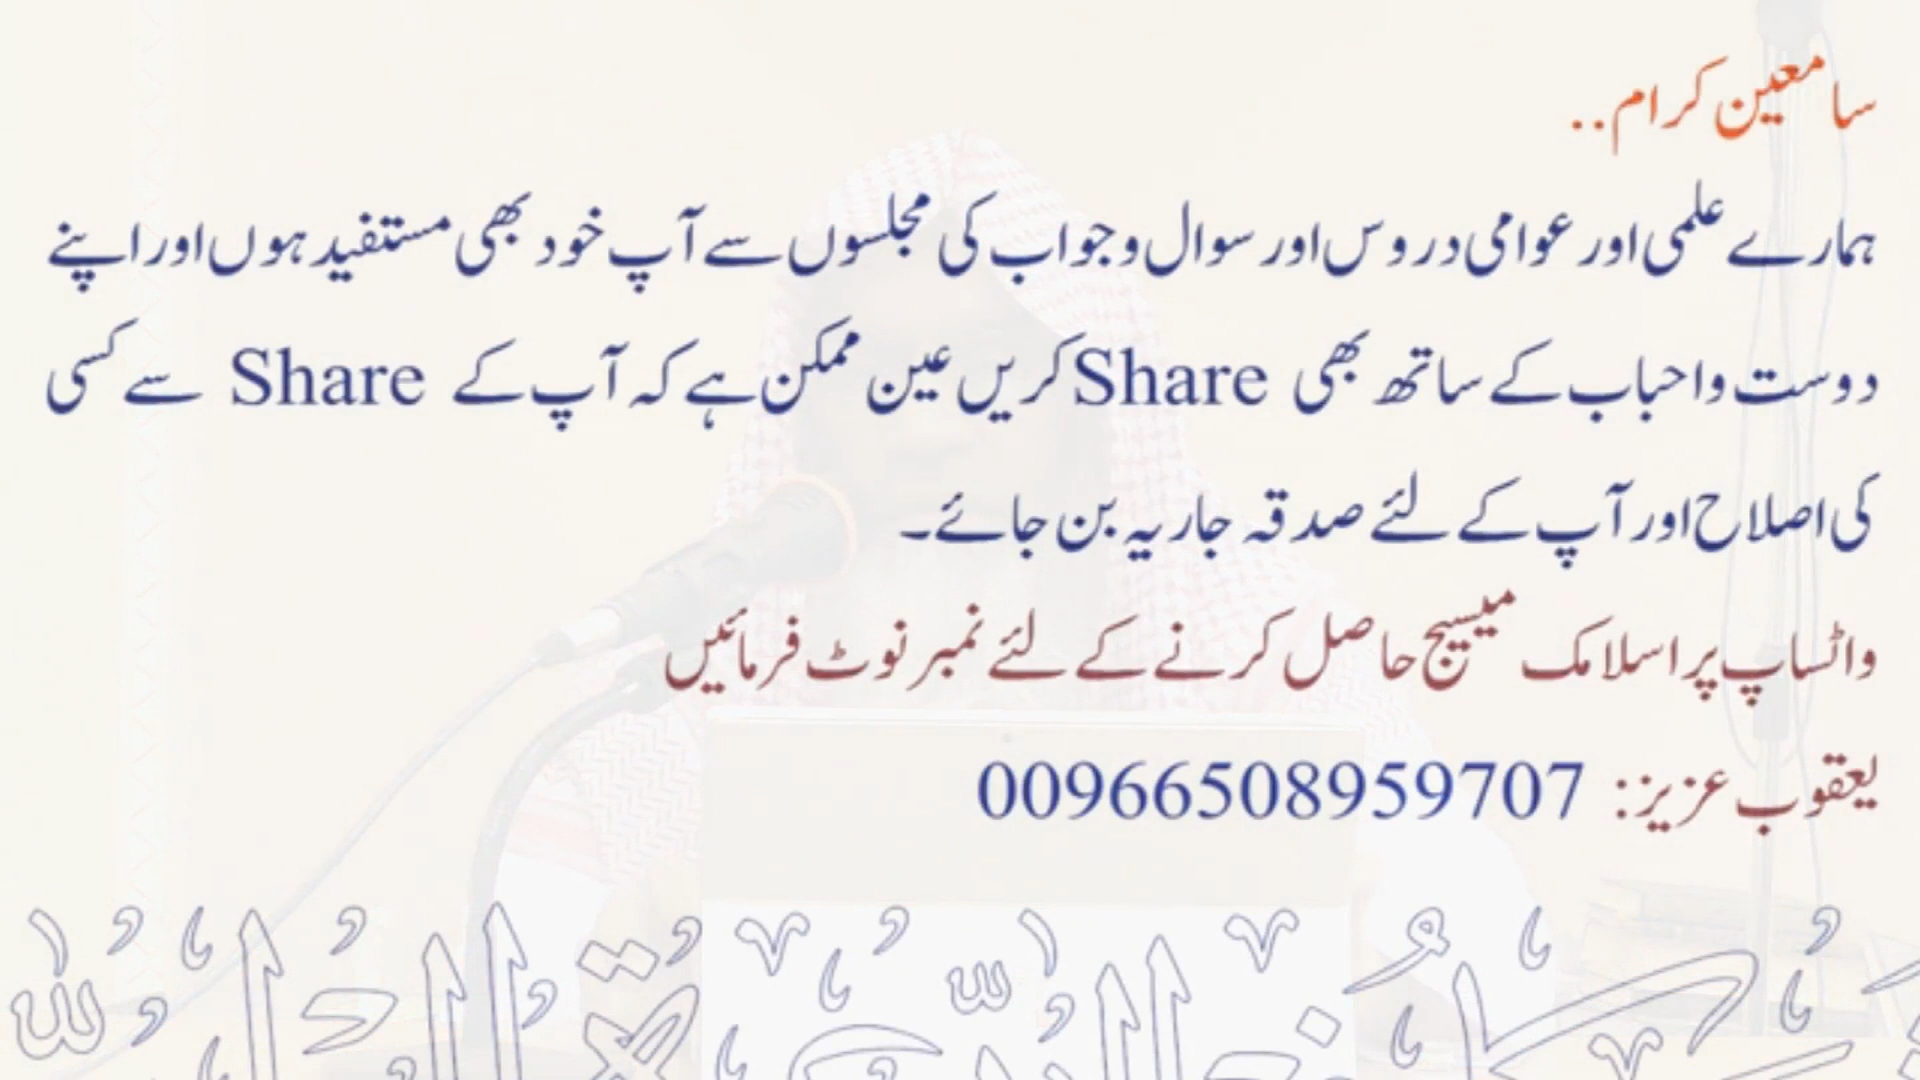 سامعین کرام..
ہمارے علمی اور عوامی دروس اور سوال وجواب کی مجلسوں سے آپ خود بھی مستفید ہوں اور اپنے
دوست واحباب کے ساتھ بھی Share کریں عین ممکن ہے کہ آپ کے Share سے کسی
کی اصلاح اور آپ کے لئے صدقہ جاریہ بن جائے۔
واٹساپ پر اسلامک میسیج حاصل کرنے کے لئے نمبر نوٹ فرمائیں
یعقوب عزیز: 00966508959707